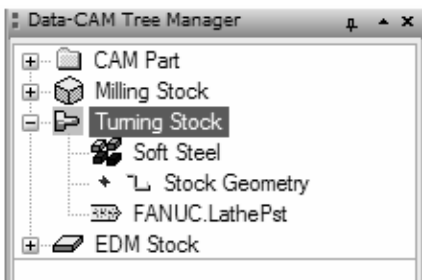 Data-CAM Tree Manager
CAM Part
Milling Stock
Turning Stock
Soft Steel
Stock Geometry
FANUC.LathePst
EDM Stock